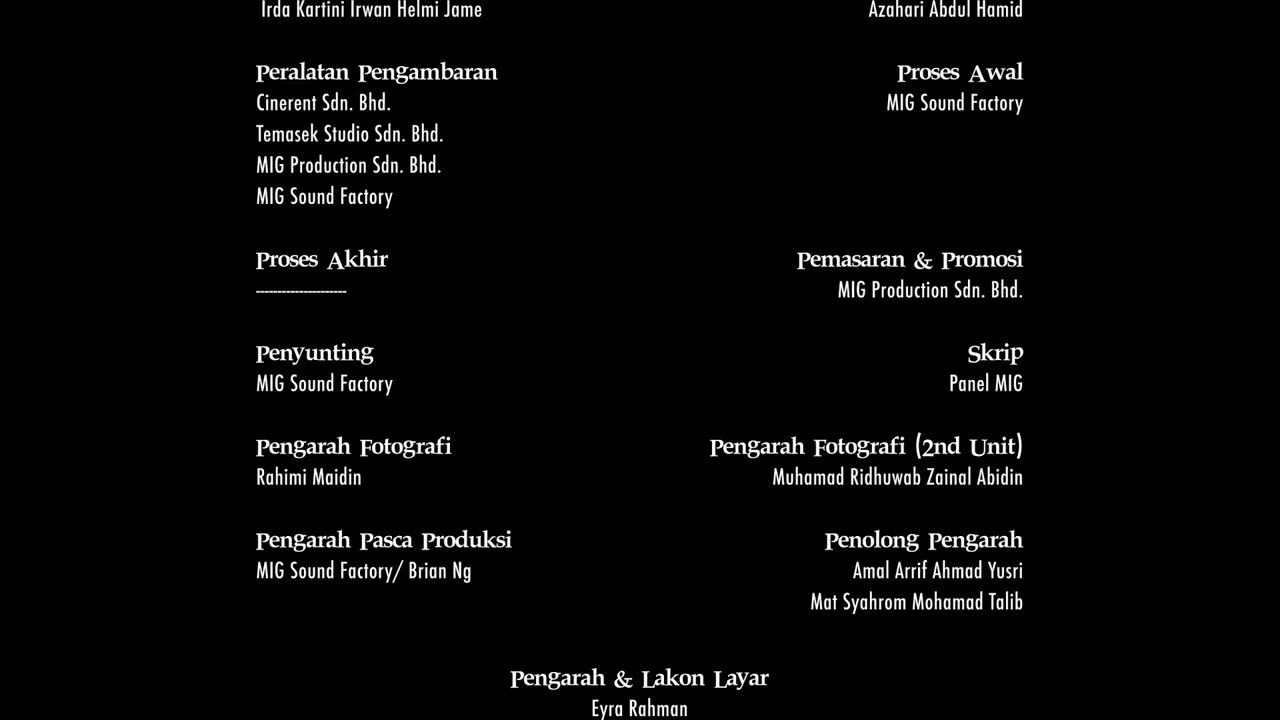 Irda Kartini Irwan Helmi Jame
Azahari Abdul Hamid
Peralatan Pengambaran
Cinerent Sdn. Bhd.
Temasek Studio Sdn. Bhd.
MIG Production Sdn. Bhd.
MIG Sound Factory
Proses Awal
MIG Sound Factory
Proses Akhir
--------------------
Pemasaran & Promosi
MIG Production Sdn. Bhd.
Penyunting
MIG Sound Factory
Skrip
Panel MIG
Pengarah Fotografi
Rahimi Maidin
Pengarah Fotografi (2nd Unit)
Muhamad Ridhuwab Zainal Abidin
Pengarah Pasca Produksi
MIG Sound Factory/ Brian Ng
Penolong Pengarah
Amal Arrif Ahmad Yusri
Mat Syahrom Mohamad Talib
Pengarah & Lakon Layar
Eyra Rahman